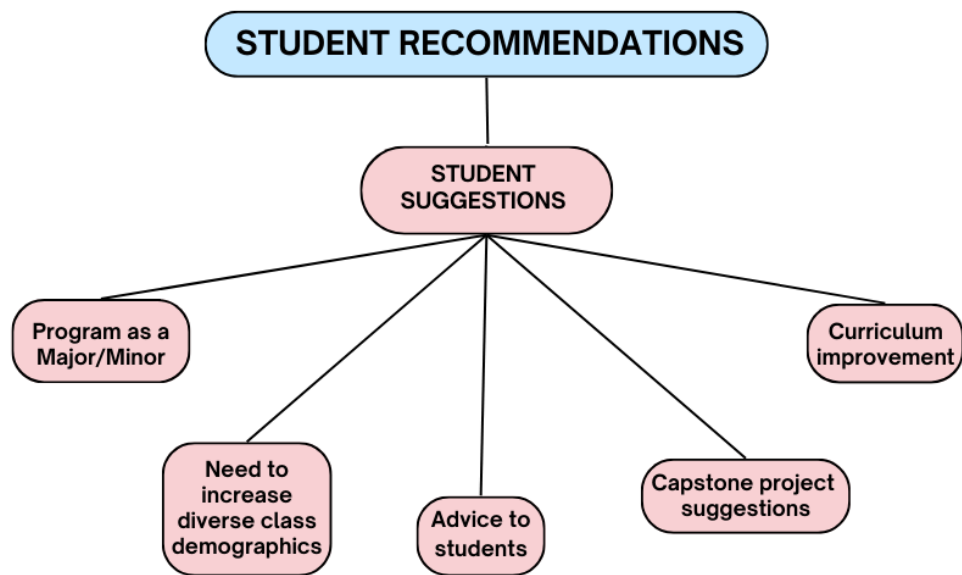 STUDENT RECOMMENDATIONS
STUDENT
SUGGESTIONS
Program as a
Major/Minor
Need to
increase
diverse class
demographics
Advice to
students
Capstone project
suggestions
Curriculum
improvement